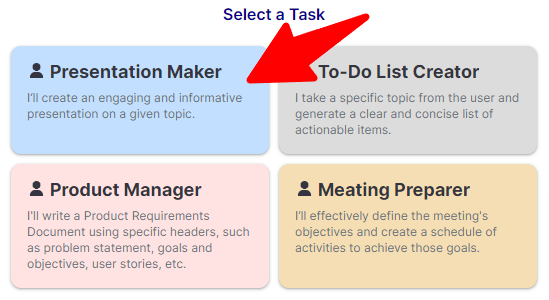 Select a Task
Presentation Maker
I'll create an engaging and informative
presentation on a given topic.
To-Do List Creator
I take a specific topic from the user and
generate a clear and concise list of
actionable items.
Product Manager
I'll write a Product Requirements
Document using specific headers, such
as problem statement, goals and
objectives, user stories, etc.
Meating Preparer
I'll effectively define the meeting's
objectives and create a schedule of
activities to achieve those goals.